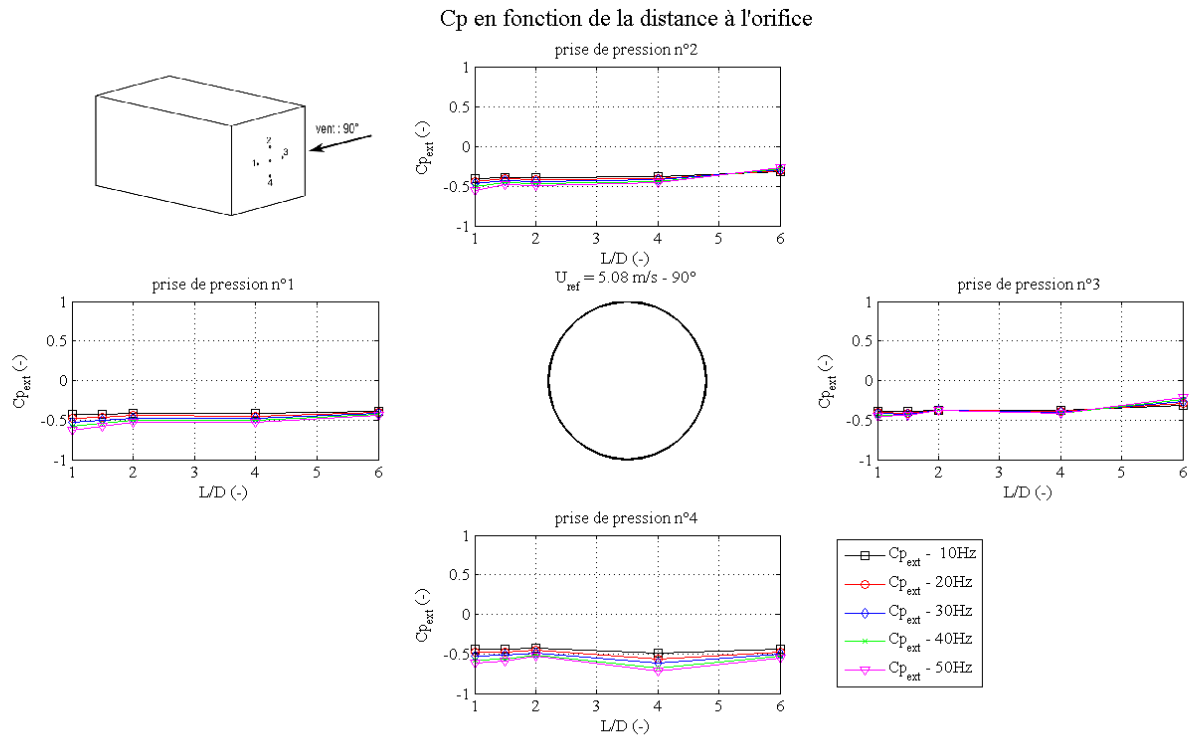 Cp en fonction de la distance à l'orifice
prise de pression n°2
vent : 90°
2
1
3
4
Cp_ext (-)
1
0.5
0
-0.5
-1
1
2
3
4
5
6
L/D (-)
prise de pression n°1
Cp_ext (-)
1
0.5
0
-0.5
-1
1
2
3
4
5
6
L/D (-)
U_ref = 5.08 m/s - 90°
prise de pression n°3
Cp_ext (-)
1
0.5
0
-0.5
-1
1
2
3
4
5
6
L/D (-)
prise de pression n°4
Cp_ext (-)
1
0.5
0
-0.5
-1
1
2
3
4
5
6
L/D (-)
Cp_ext - 10Hz
Cp_ext - 20Hz
Cp_ext - 30Hz
Cp_ext - 40Hz
Cp_ext - 50Hz